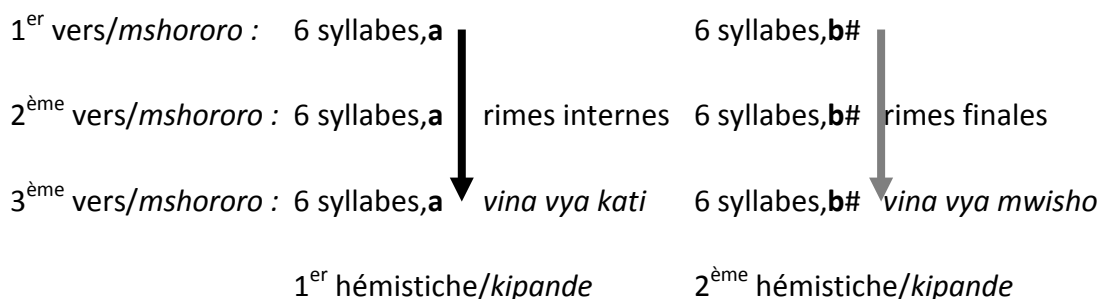 1er vers/mshororo : 6 syllabes,a 6 syllabes,b#
2ème vers/mshororo : 6 syllabes,a rimes internes 6 syllabes,b# rimes finales
3ème vers/mshororo : 6 syllabes,a vina vya kati 6 syllabes,b# vina vya mwisho
1er hémistiche/kipande 2ème hémistiche/kipande